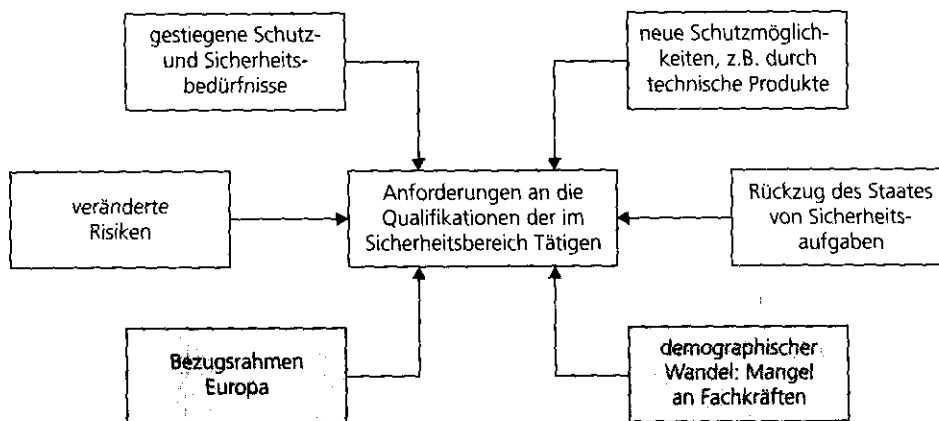 gestiegene Schutz-
und Sicherheits-
bedürfnisse
neue Schutzmöglich-
keiten, z.B. durch
technische Produkte
veränderte
Risiken
Anforderungen an die
Qualifikationen der im
Sicherheitsbereich Tätigen
Rückzug des Staates
von Sicherheits-
aufgaben
Bezugsrahmen
Europa
demographischer
Wandel: Mangel
an Fachkräften